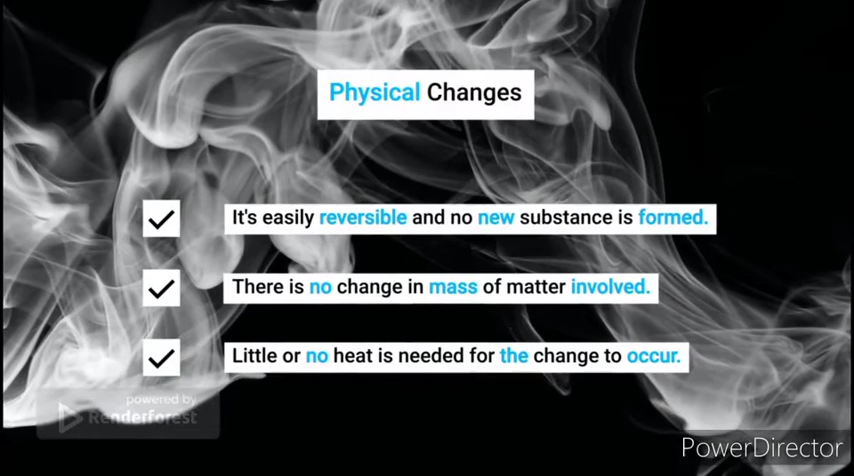 Physical Changes
It's easily reversible and no new substance is formed.
There is no change in mass of matter involved.
Little or no heat is needed for the change to occur.
powered by
Renderforest
PowerDirector